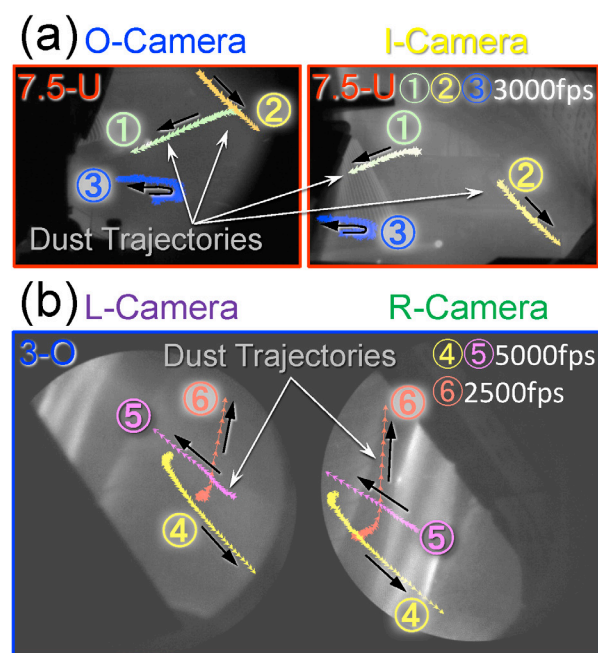 (a) O-Camera I-Camera
7.5-U ① ② ③ 7.5-U ①②③3000fps ① ② ③
Dust Trajectories
(b) L-Camera R-Camera
3-O Dust Trajectories ④⑤5000fps
⑥2500fps
⑥ ⑥
⑤
④ ⑤
④